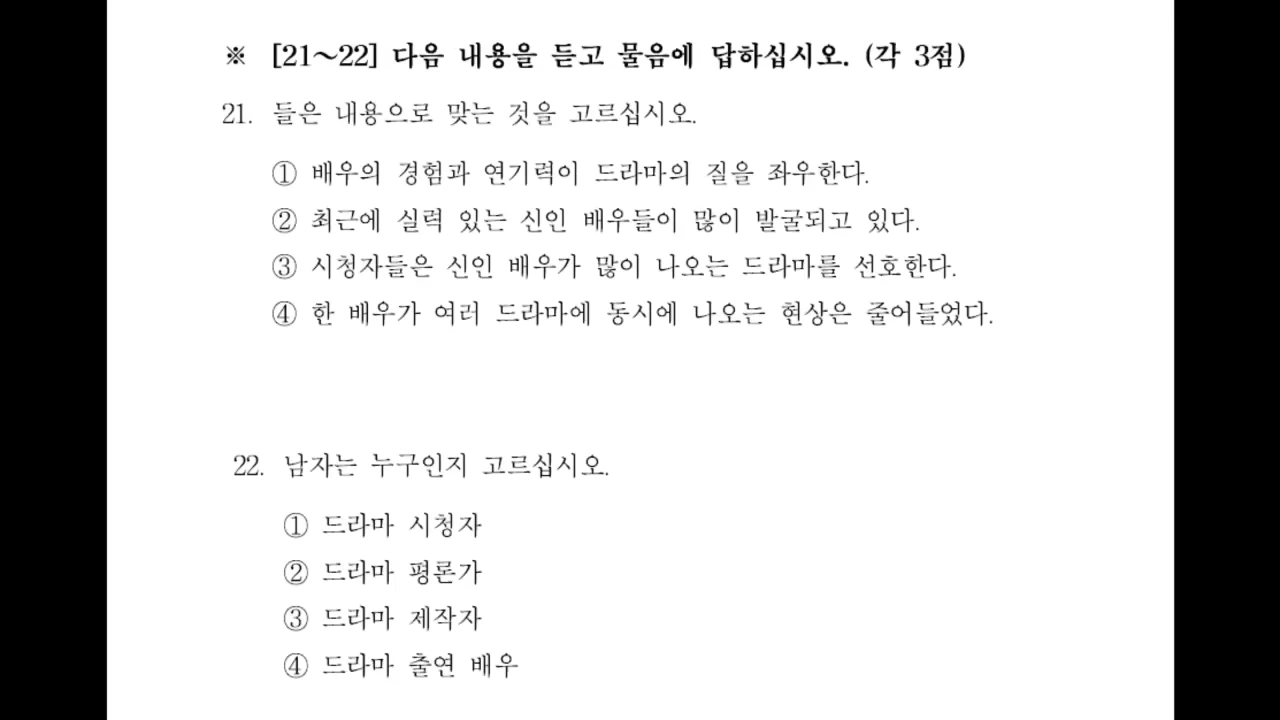 ※ [21～22] 다음 내용을 듣고 물음에 답하십시오. (각 3점)
21. 들은 내용으로 맞는 것을 고르십시오.
① 배우의 경험과 연기력이 드라마의 질을 좌우한다.
② 최근에 실력 있는 신인 배우들이 많이 발굴되고 있다.
③ 시청자들은 신인 배우가 많이 나오는 드라마를 선호한다.
④ 한 배우가 여러 드라마에 동시에 나오는 현상은 줄어들었다.
22. 남자는 누구인지 고르십시오.
① 드라마 시청자
② 드라마 평론가
③ 드라마 제작자
④ 드라마 출연 배우